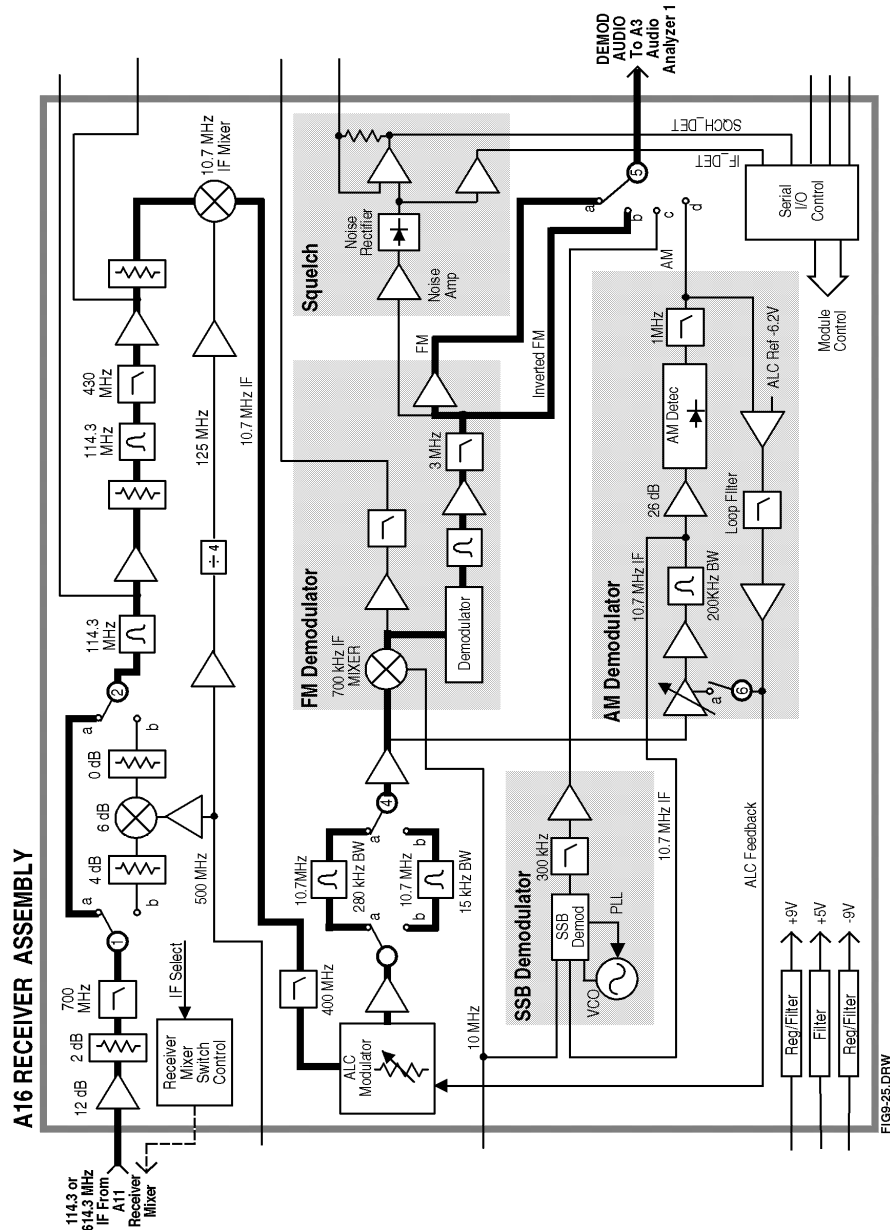 A16 RECEIVER ASSEMBLY
114.3 or
614.3 MHz
IF From
A11
Receiver
Mixer
12 dB
2 dB
700
MHz
1
a
b
4 dB
6 dB
0 dB
a
b
2
114.3
MHz
114.3
MHz
430
MHz
10.7 MHz
IF Mixer
Receiver
Mixer
Switch
Control
IF Select
500 MHz
÷ 4
125 MHz
10.7 MHz IF
400 MHz
ALC
Modulator
a
b
10.7MHz
280 kHz BW
10.7 MHz
15 kHz BW
a
b
4
10 MHz
FM Demodulator
700 kHz IF
MIXER
Demodulator
3 MHz
FM
Inverted FM
Squelch
Noise
Amp
Noise
Rectifier
SQCH_DET
IF_DET
a
b
c
d
5
AM
DEMOD
AUDIO
To A3
Audio
Analyzer 1
SSB Demodulator
SSB
Demod
VCO
PLL
300 kHz
10.7 MHz IF
AM Demodulator
a
6
10.7 MHz IF
200KHz BW
26 dB
AM Detec
1MHz
Loop Filter
ALC Ref -6.2V
ALC Feedback
Serial
I/O
Control
Module
Control
Reg/Filter
+9V
Filter
+5V
Reg/Filter
-9V
FIG9-25.DRW